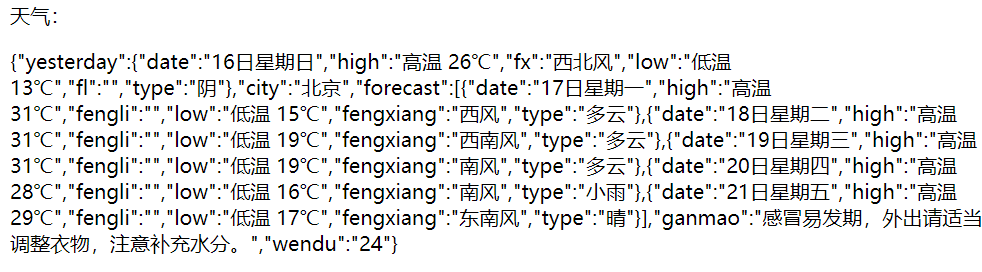 天气：
{"yesterday":{"date":"16日星期日","high":"高温 26℃","fx":"西北风","low":"低温
13℃","fl":"","type":"阴"},"city":"北京","forecast":[{"date":"17日星期一","high":"高温
31℃","fengli":"","low":"低温 15℃","fengxiang":"西风","type":"多云"},{"date":"18日星期二","high":"高温
31℃","fengli":"","low":"低温 19℃","fengxiang":"西南风","type":"多云"},{"date":"19日星期三","high":"高温
31℃","fengli":"","low":"低温 19℃","fengxiang":"南风","type":"多云"},{"date":"20日星期四","high":"高温
28℃","fengli":"","low":"低温 16℃","fengxiang":"南风","type":"小雨"},{"date":"21日星期五","high":"高温
29℃","fengli":"","low":"低温 17℃","fengxiang":"东南风","type":"晴"}],"ganmao":"感冒易发期，外出请适当
调整衣物，注意补充水分。","wendu":"24"}